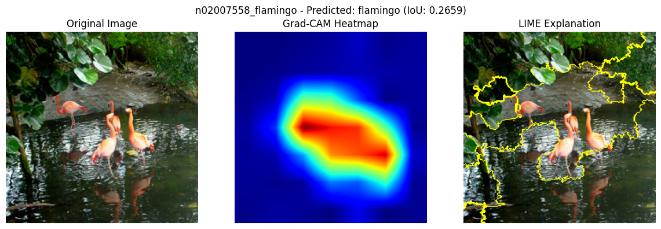 n02007558_flamingo - Predicted: flamingo (IoU: 0.2659)
Original Image
Grad-CAM Heatmap
LIME Explanation